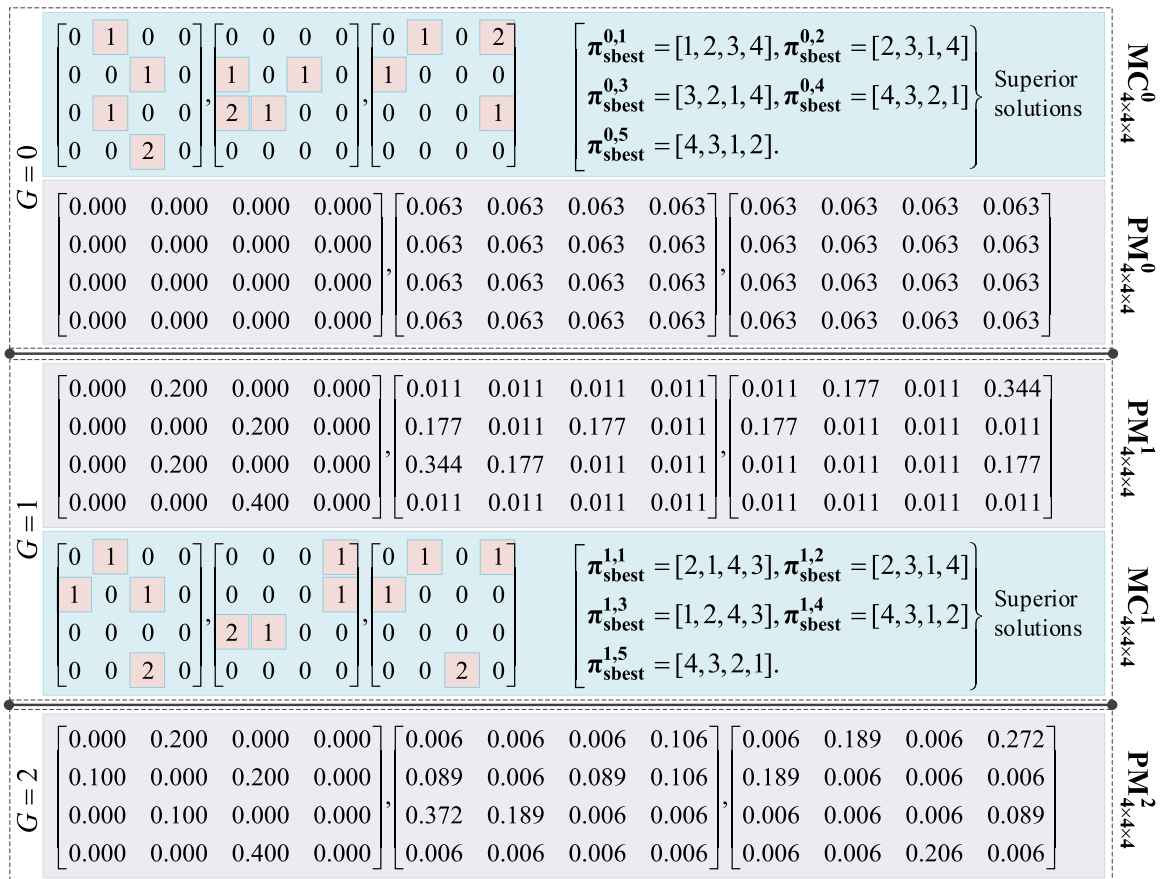 G = 0
[0 1 0 0] [0 0 0 0] [0 1 0 2] [π^{0,1}_{sbest} = [1,2,3,4], π^{0,2}_{sbest} = [2,3,1,4]
[0 0 1 0] [1 0 1 0] [1 0 0 0] π^{0,3}_{sbest} = [3,2,1,4], π^{0,4}_{sbest} = [4,3,2,1] } Superior
[0 1 0 0], [2 1 0 0], [0 0 0 1] solutions
[0 0 2 0] [0 0 0 0] [0 0 0 0] π^{0,5}_{sbest} = [4,3,1,2].
MC^0_{4×4×4}
[0.000 0.000 0.000 0.000] [0.063 0.063 0.063 0.063] [0.063 0.063 0.063 0.063]
[0.000 0.000 0.000 0.000] [0.063 0.063 0.063 0.063] [0.063 0.063 0.063 0.063]
[0.000 0.000 0.000 0.000], [0.063 0.063 0.063 0.063], [0.063 0.063 0.063 0.063]
[0.000 0.000 0.000 0.000] [0.063 0.063 0.063 0.063] [0.063 0.063 0.063 0.063]
PM^0_{4×4×4}
G = 1
[0.000 0.200 0.000 0.000] [0.011 0.011 0.011 0.011] [0.011 0.177 0.011 0.344]
[0.000 0.000 0.200 0.000] [0.177 0.011 0.177 0.011] [0.177 0.011 0.011 0.011]
[0.000 0.200 0.000 0.000], [0.344 0.177 0.011 0.011], [0.011 0.011 0.011 0.177]
[0.000 0.000 0.400 0.000] [0.011 0.011 0.011 0.011] [0.011 0.011 0.011 0.011]
PM^1_{4×4×4}
[0 1 0 0] [0 0 0 1] [0 1 0 1] [π^{1,1}_{sbest} = [2,1,4,3], π^{1,2}_{sbest} = [2,3,1,4]
[1 0 1 0] [0 0 0 1] [1 0 0 0] π^{1,3}_{sbest} = [1,2,4,3], π^{1,4}_{sbest} = [4,3,1,2] } Superior
[0 0 0 0], [2 1 0 0], [0 0 0 0] solutions
[0 0 2 0] [0 0 0 0] [0 0 2 0] π^{1,5}_{sbest} = [4,3,2,1].
MC^1_{4×4×4}
G = 2
[0.000 0.200 0.000 0.000] [0.006 0.006 0.006 0.106] [0.006 0.189 0.006 0.272]
[0.100 0.000 0.200 0.000] [0.089 0.006 0.089 0.106] [0.189 0.006 0.006 0.006]
[0.000 0.100 0.000 0.000], [0.372 0.189 0.006 0.006], [0.006 0.006 0.006 0.089]
[0.000 0.000 0.400 0.000] [0.006 0.006 0.006 0.006] [0.006 0.006 0.206 0.006]
PM^2_{4×4×4}